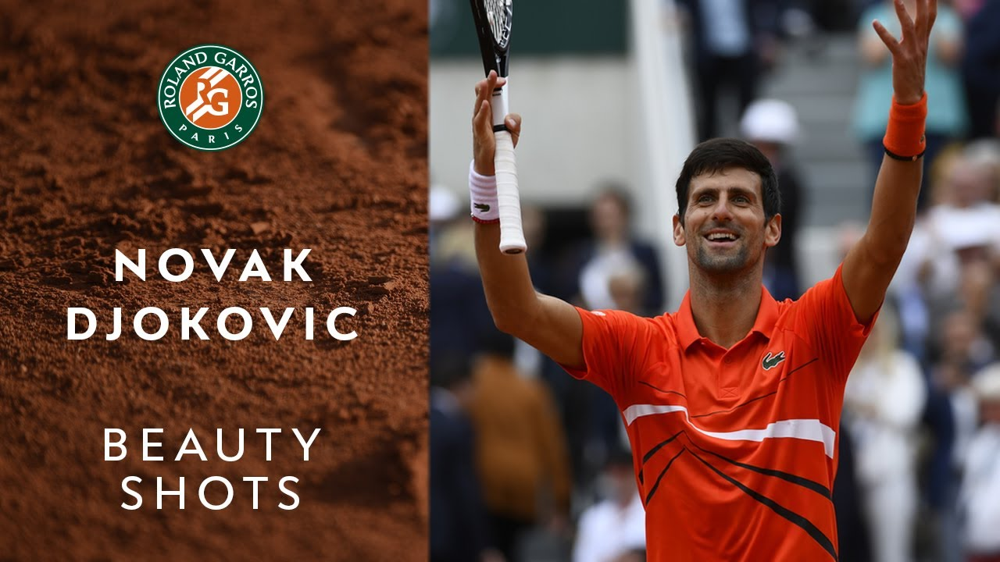 ROLAND GARROS
RG
PARIS
NOVAK
DJOKOVIC
BEAUTY
SHOTS